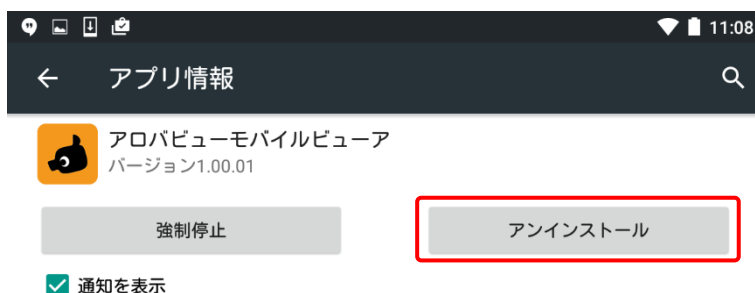 11:08
アプリ情報
アロバビューモバイルビューア
バージョン1.00.01
強制停止
アンインストール
通知を表示